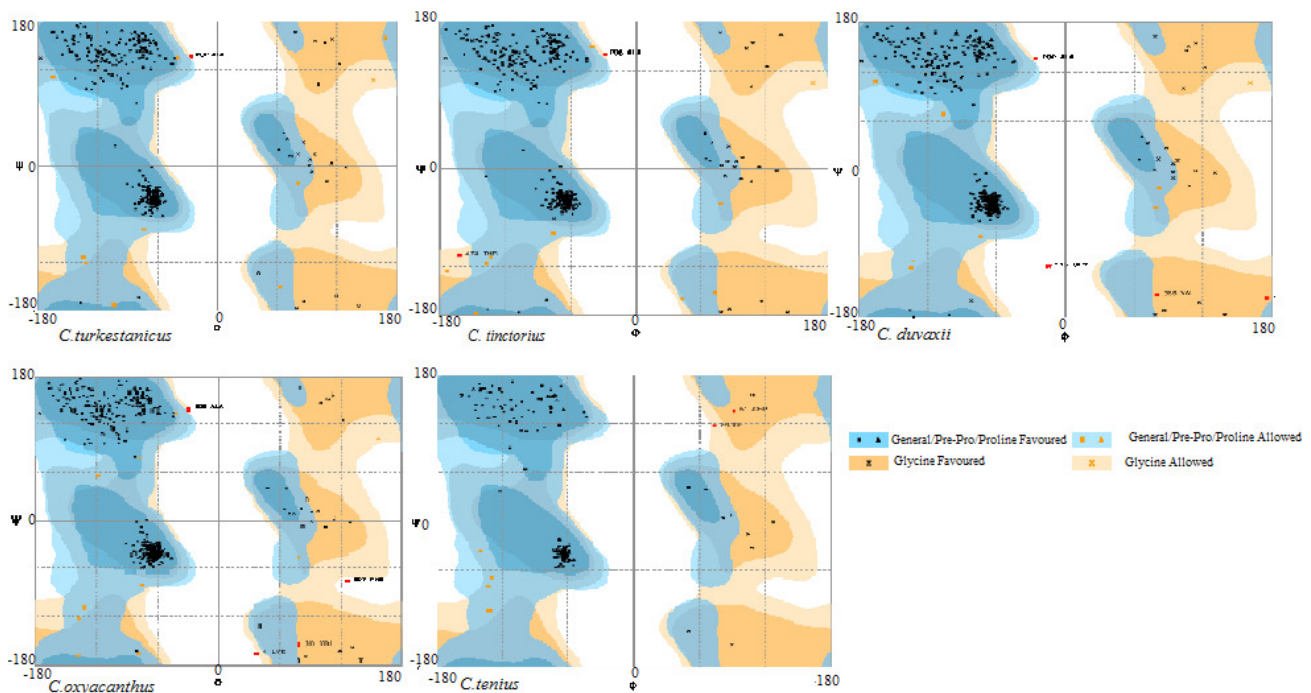 180
ψ 0
-180
-180 0 180
Φ
C.turkestanicus
180
Ψ 0
-180
-180 0 180
Φ
C. tinctorius
180
Ψ 0
-180
-180 0 180
Φ
C. duvaxii
180
Ψ 0
-180
-180 0 180
C.oxyacanthus
180
Ψ 0
-180
-180 0 180
Φ
C.tenius
General/Pre-Pro/Proline Favoured
General/Pre-Pro/Proline Allowed
Glycine Favoured
Glycine Allowed